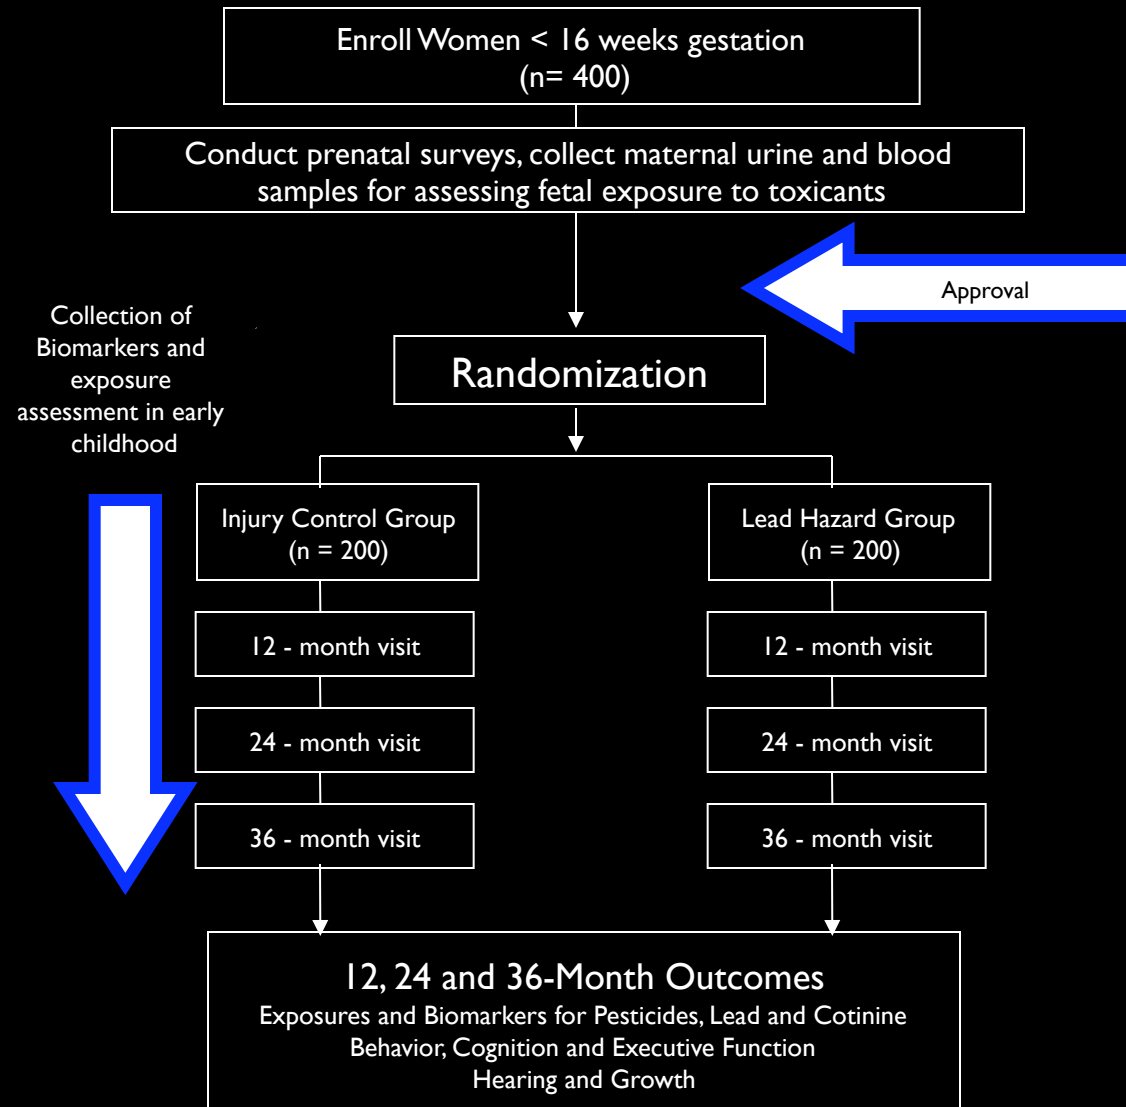 Enroll Women < 16 weeks gestation
(n= 400)
Conduct prenatal surveys, collect maternal urine and blood
samples for assessing fetal exposure to toxicants
Approval
Collection of
Biomarkers and
exposure
assessment in early
childhood
Randomization
Injury Control Group
(n = 200)
Lead Hazard Group
(n = 200)
12 - month visit
12 - month visit
24 - month visit
24 - month visit
36 - month visit
36 - month visit
12, 24 and 36-Month Outcomes
Exposures and Biomarkers for Pesticides, Lead and Cotinine
Behavior, Cognition and Executive Function
Hearing and Growth